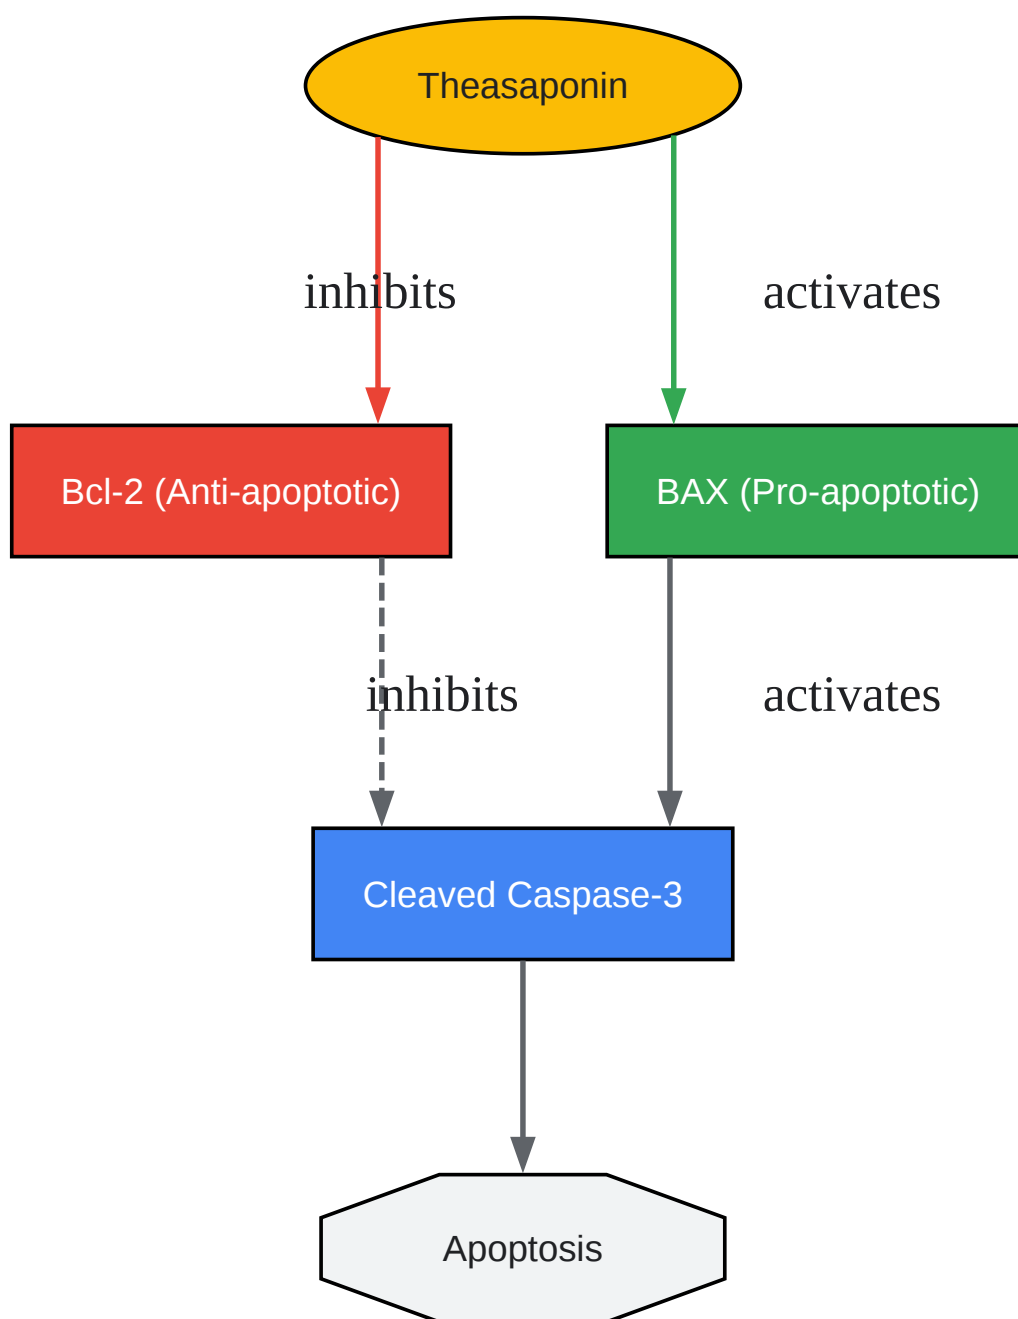 Theasaponin
inhibits
activates
Bcl-2 (Anti-apoptotic)
BAX (Pro-apoptotic)
inhibits
activates
Cleaved Caspase-3
Apoptosis